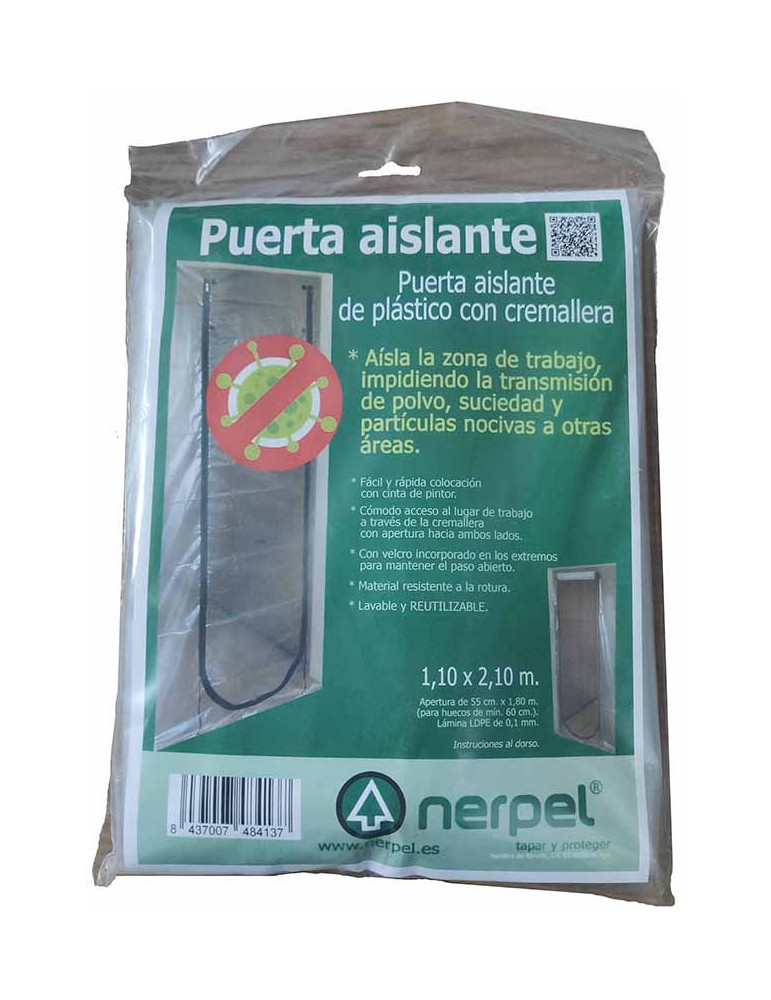 Puerta aislante
Puerta aislante
de plástico con cremallera
* Aísla la zona de trabajo,
impidiendo la transmisión
de polvo, suciedad y
partículas nocivas a otras
áreas.
* Fácil y rápida colocación
con cinta de pintor.
* Cómodo acceso al lugar de trabajo
a través de la cremallera
con apertura hacia ambos lados.
* Con velcro incorporado en los extremos
para mantener el paso abierto.
* Material resistente a la rotura.
* Lavable y REUTILIZABLE.
1,10 x 2,10 m.
Apertura de 55 cm. x 1,80 m.
(para huecos de mín. 60 cm.).
Lámina LDPE de 0,1 mm.
Instrucciones al dorso.
8 437007 484137
nerpel®
tapar y proteger
www.nerpel.es